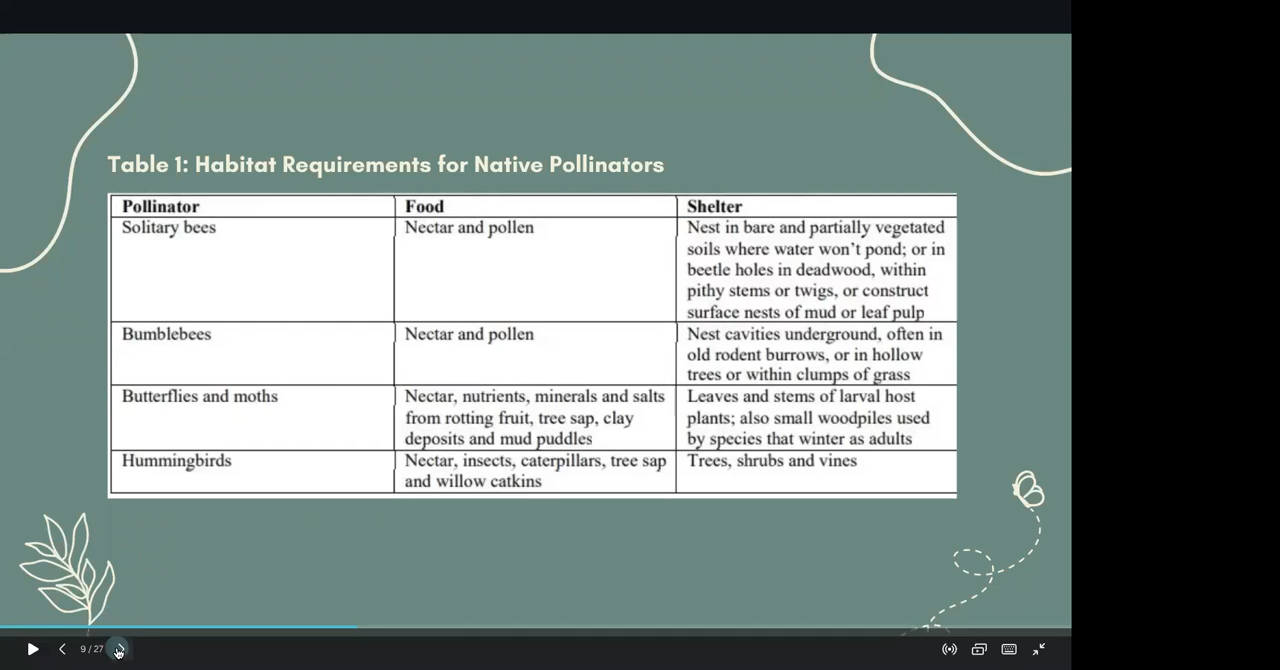 Table 1: Habitat Requirements for Native Pollinators
Pollinator Food Shelter
Solitary bees Nectar and pollen Nest in bare and partially vegetated
soils where water won’t pond; or in
beetle holes in deadwood, within
pithy stems or twigs, or construct
surface nests of mud or leaf pulp
Bumblebees Nectar and pollen Nest cavities underground, often in
old rodent burrows, or in hollow
trees or within clumps of grass
Butterflies and moths Nectar, nutrients, minerals and salts Leaves and stems of larval host
from rotting fruit, tree sap, clay plants; also small woodpiles used
deposits and mud puddles by species that winter as adults
Hummingbirds Nectar, insects, caterpillars, tree sap Trees, shrubs and vines
and willow catkins
9 / 27